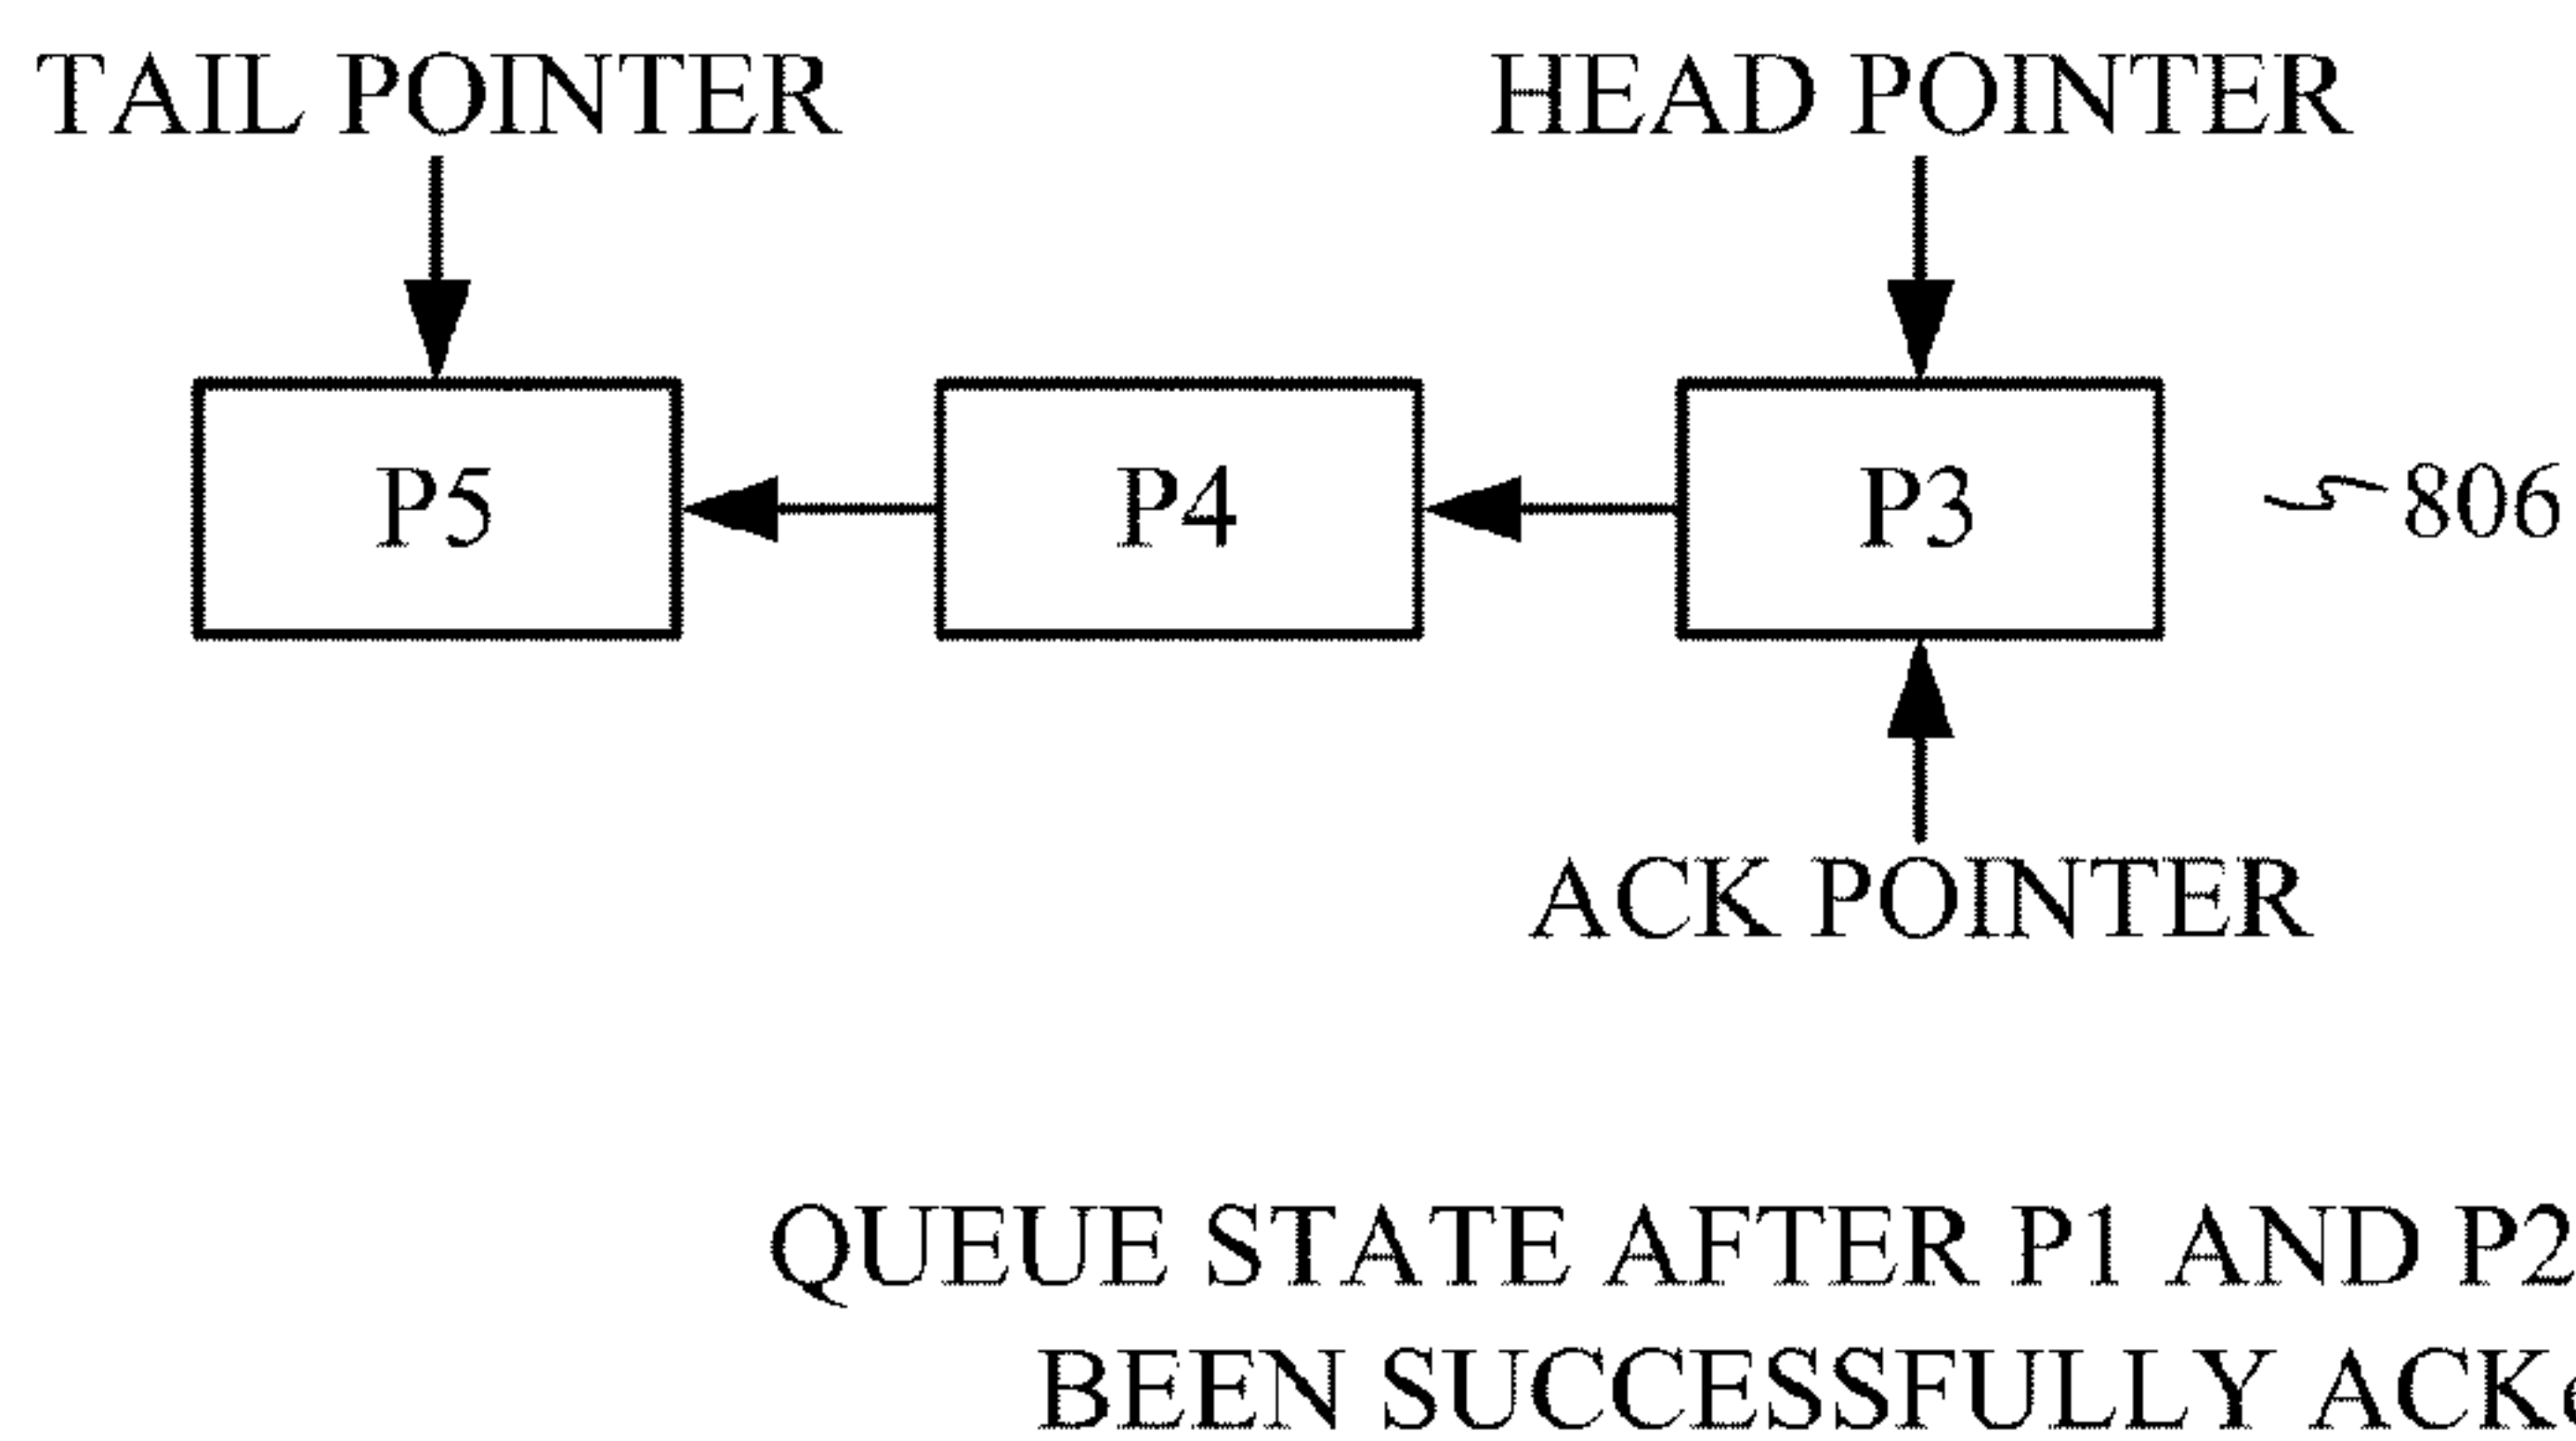 TAIL POINTER HEAD POINTER
P5 P4 P3 806
ACK POINTER
QUEUE STATE AFTER P1 AND P2
BEEN SUCCESSFULLY